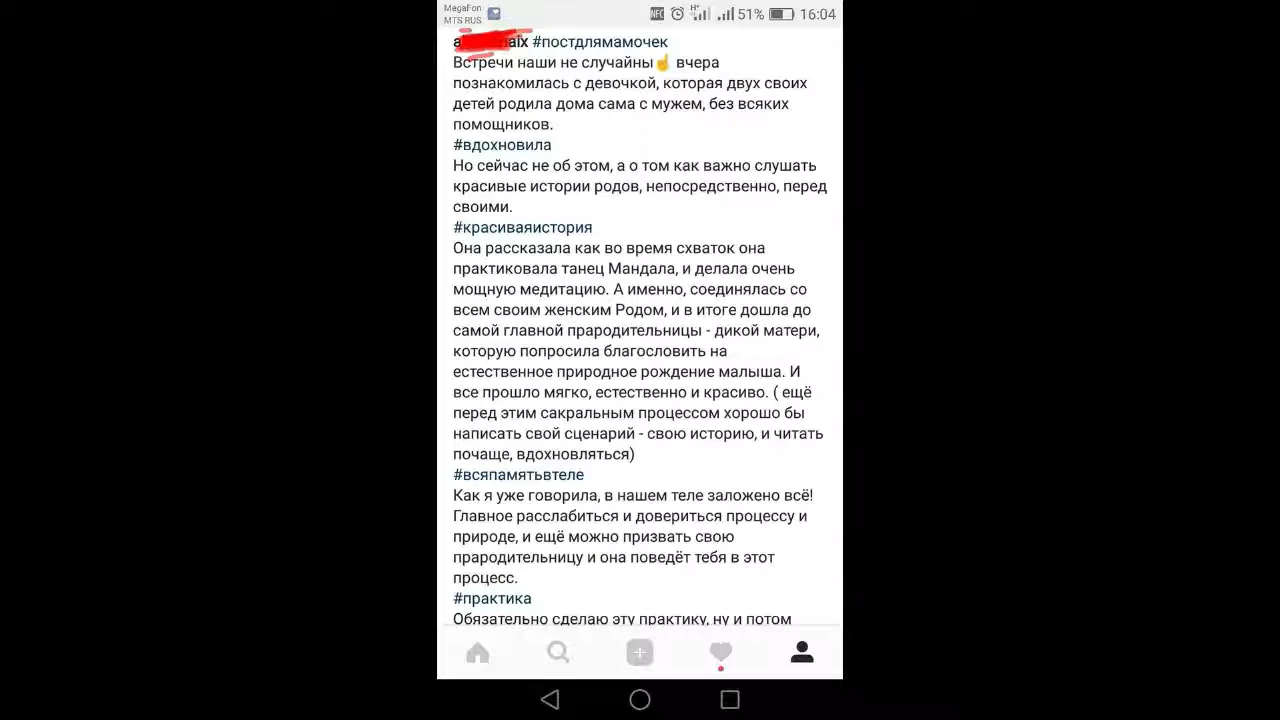 MegaFon
MTS RUS
NFC H+ 51% 16:04
#постдлямамочек
Встречи наши не случайны☝ вчера
познакомилась с девочкой, которая двух своих
детей родила дома сама с мужем, без всяких
помощников.
#вдохновила
Но сейчас не об этом, а о том как важно слушать
красивые истории родов, непосредственно, перед
своими.
#красиваяистория
Она рассказала как во время схваток она
практиковала танец Мандала, и делала очень
мощную медитацию. А именно, соединялась со
всем своим женским Родом, и в итоге дошла до
самой главной прародительницы - дикой матери,
которую попросила благословить на
естественное природное рождение малыша. И
все прошло мягко, естественно и красиво. ( ещё
перед этим сакральным процессом хорошо бы
написать свой сценарий - свою историю, и читать
почаще, вдохновляться)
#всяпамятьвтеле
Как я уже говорила, в нашем теле заложено всё!
Главное расслабиться и довериться процессу и
природе, и ещё можно призвать свою
прародительницу и она поведёт тебя в этот
процесс.
#практика
Обязательно сделаю эту практику, ну и потом